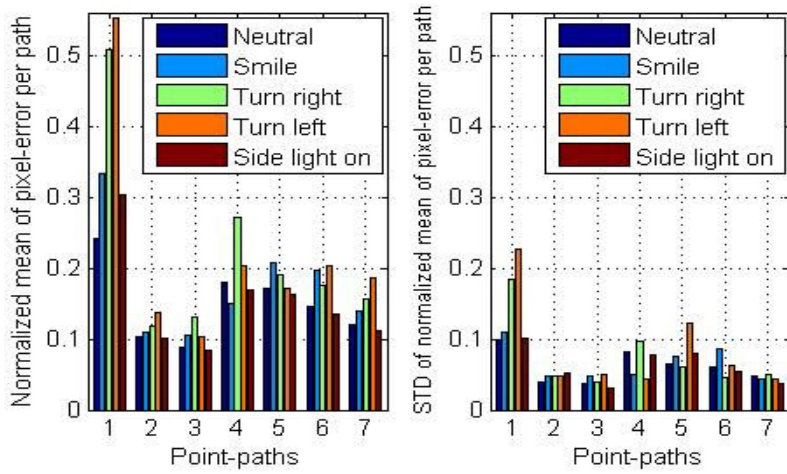 Normalized mean of pixel-error per path
0.5
0.4
0.3
0.2
0.1
0
Neutral
Smile
Turn right
Turn left
Side light on
1 2 3 4 5 6 7
Point-paths
STD of normalized mean of pixel-error per path
0.5
0.4
0.3
0.2
0.1
0
Neutral
Smile
Turn right
Turn left
Side light on
1 2 3 4 5 6 7
Point-paths